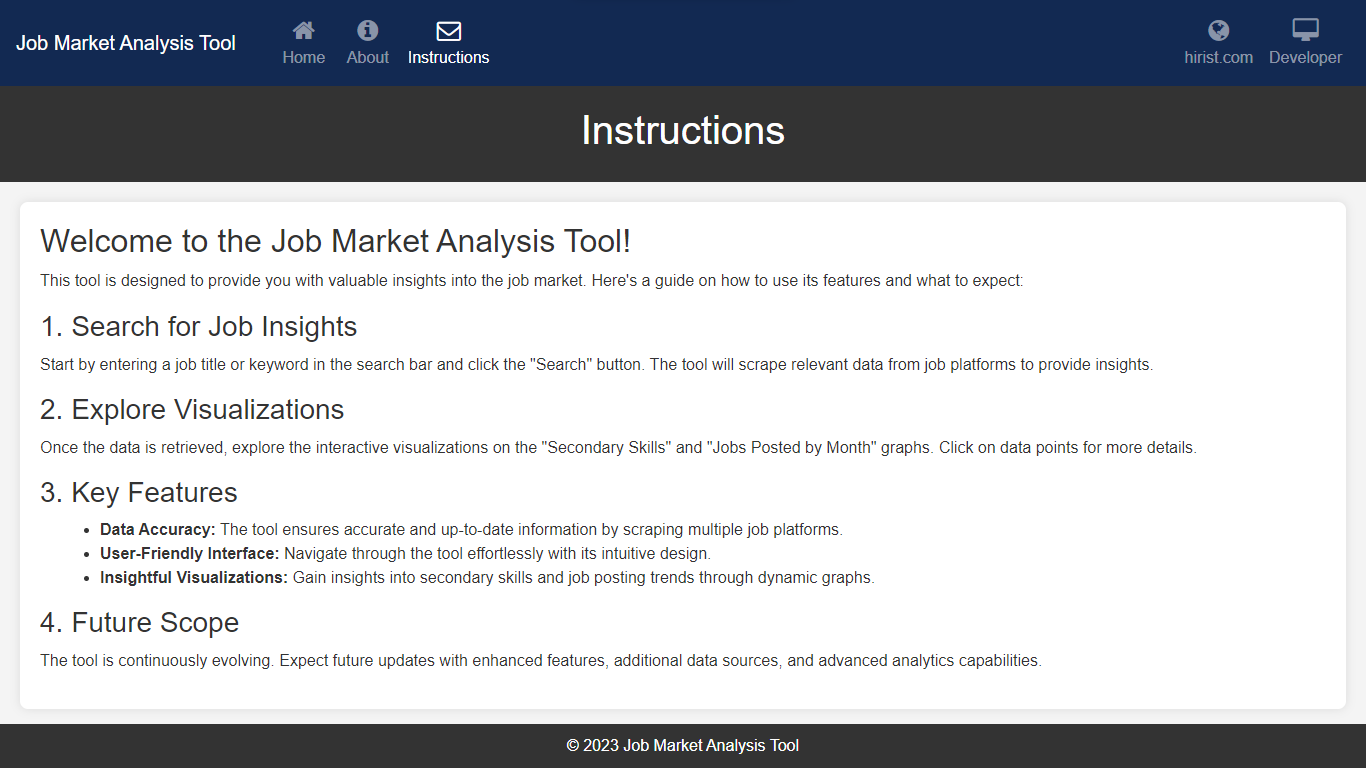 Job Market Analysis Tool
Home
About
Instructions
hirist.com
Developer
Instructions
Welcome to the Job Market Analysis Tool!
This tool is designed to provide you with valuable insights into the job market. Here's a guide on how to use its features and what to expect:
1. Search for Job Insights
Start by entering a job title or keyword in the search bar and click the "Search" button. The tool will scrape relevant data from job platforms to provide insights.
2. Explore Visualizations
Once the data is retrieved, explore the interactive visualizations on the "Secondary Skills" and "Jobs Posted by Month" graphs. Click on data points for more details.
3. Key Features
• Data Accuracy: The tool ensures accurate and up-to-date information by scraping multiple job platforms.
• User-Friendly Interface: Navigate through the tool effortlessly with its intuitive design.
• Insightful Visualizations: Gain insights into secondary skills and job posting trends through dynamic graphs.
4. Future Scope
The tool is continuously evolving. Expect future updates with enhanced features, additional data sources, and advanced analytics capabilities.
© 2023 Job Market Analysis Tool